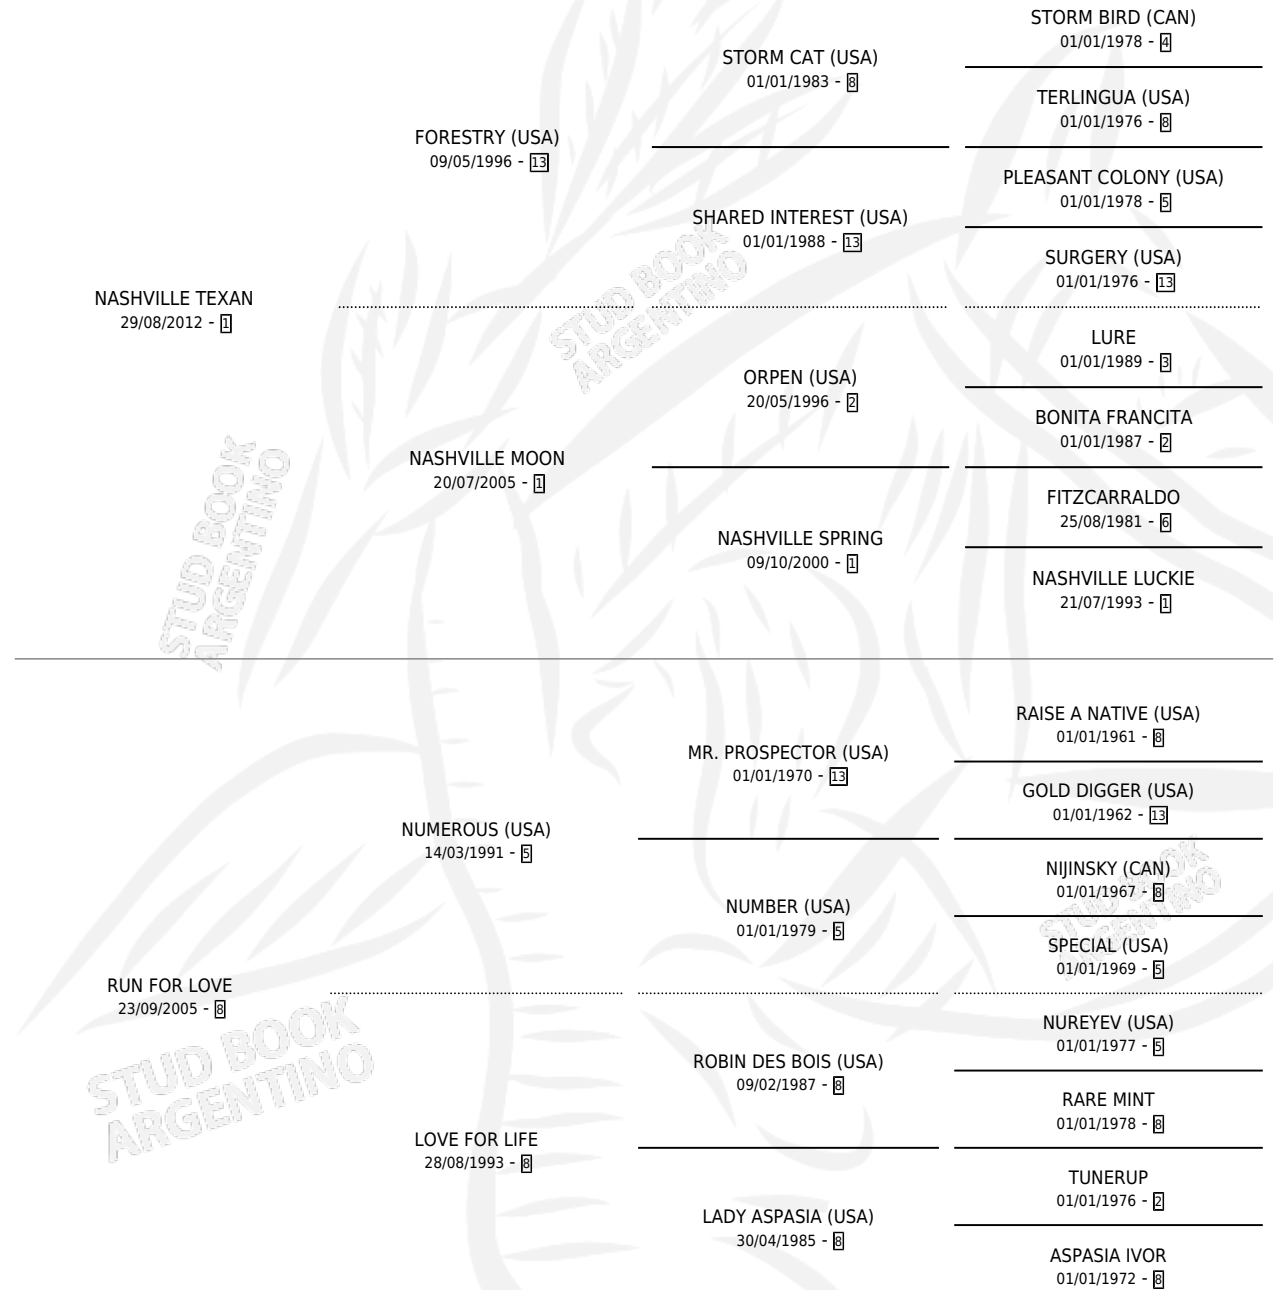 STORM BIRD (CAN)
01/01/1978 - 4
STORM CAT (USA)
01/01/1983 - 8
TERLINGUA (USA)
01/01/1976 - 8
FORESTRY (USA)
09/05/1996 - 13
PLEASANT COLONY (USA)
01/01/1978 - 5
SHARED INTEREST (USA)
01/01/1988 - 13
SURGERY (USA)
01/01/1976 - 13
NASHVILLE TEXAN
29/08/2012 - 1
STUD BOOK
ARGENTINO
LURE
01/01/1989 - 3
ORPEN (USA)
20/05/1996 - 2
BONITA FRANCITA
01/01/1987 - 2
NASHVILLE MOON
20/07/2005 - 1
FITZCARRALDO
25/08/1981 - 6
NASHVILLE SPRING
09/10/2000 - 1
NASHVILLE LUCKIE
21/07/1993 - 1
STUD BOOK
ARGENTINO
RAISE A NATIVE (USA)
01/01/1961 - 8
MR. PROSPECTOR (USA)
01/01/1970 - 13
GOLD DIGGER (USA)
01/01/1962 - 13
NUMEROUS (USA)
14/03/1991 - 5
NIJINSKY (CAN)
01/01/1967 - 8
NUMBER (USA)
01/01/1979 - 5
STUD BOOK
ARGENTINO
SPECIAL (USA)
01/01/1969 - 5
RUN FOR LOVE
23/09/2005 - 8
STUD BOOK
ARGENTINO
NUREYEV (USA)
01/01/1977 - 5
ROBIN DES BOIS (USA)
09/02/1987 - 8
RARE MINT
01/01/1978 - 8
LOVE FOR LIFE
28/08/1993 - 8
TUNERUP
01/01/1976 - 2
LADY ASPASIA (USA)
30/04/1985 - 8
ASPASIA IVOR
01/01/1972 - 8